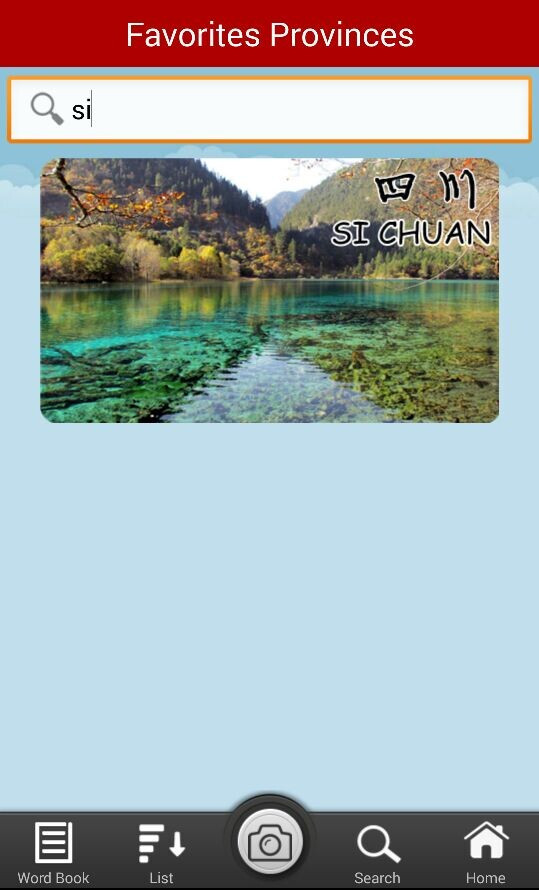 Favorites Provinces
si
四川
SI CHUAN
Word Book
List
Search
Home